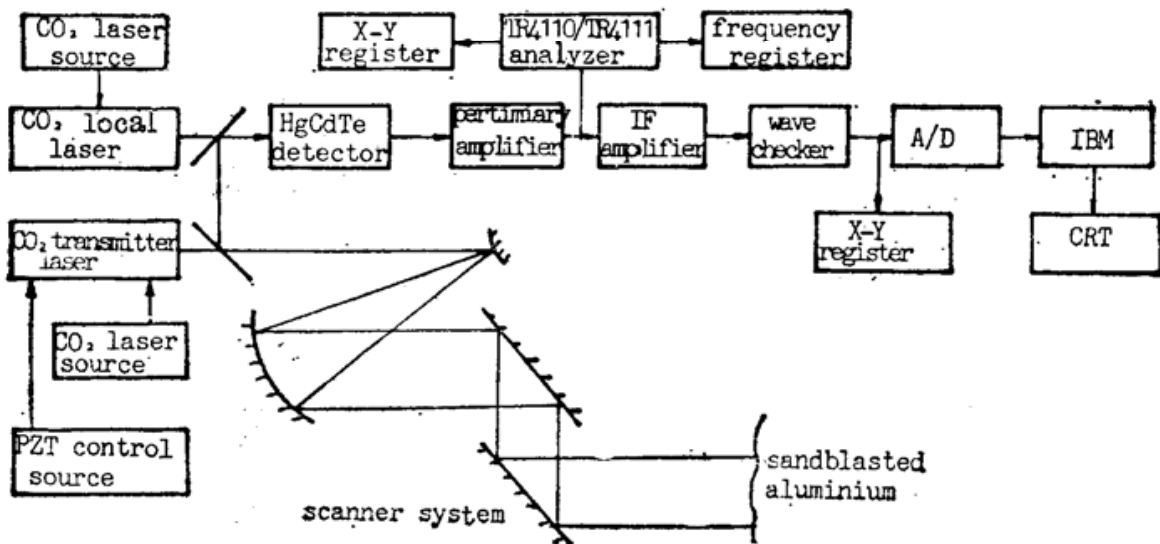 CO₂ laser
source
X-Y
register
TR4110/TR4111
analyzer
frequency
register
CO₂ local
laser
HgCdTe
detector
pertimiary
amplifier
IF
amplifier
wave
checker
A/D
IBM
CO₂ transmitter
laser
X-Y
register
CRT
CO₂ laser
source
PZT control
source
scanner system
sandblasted
aluminium